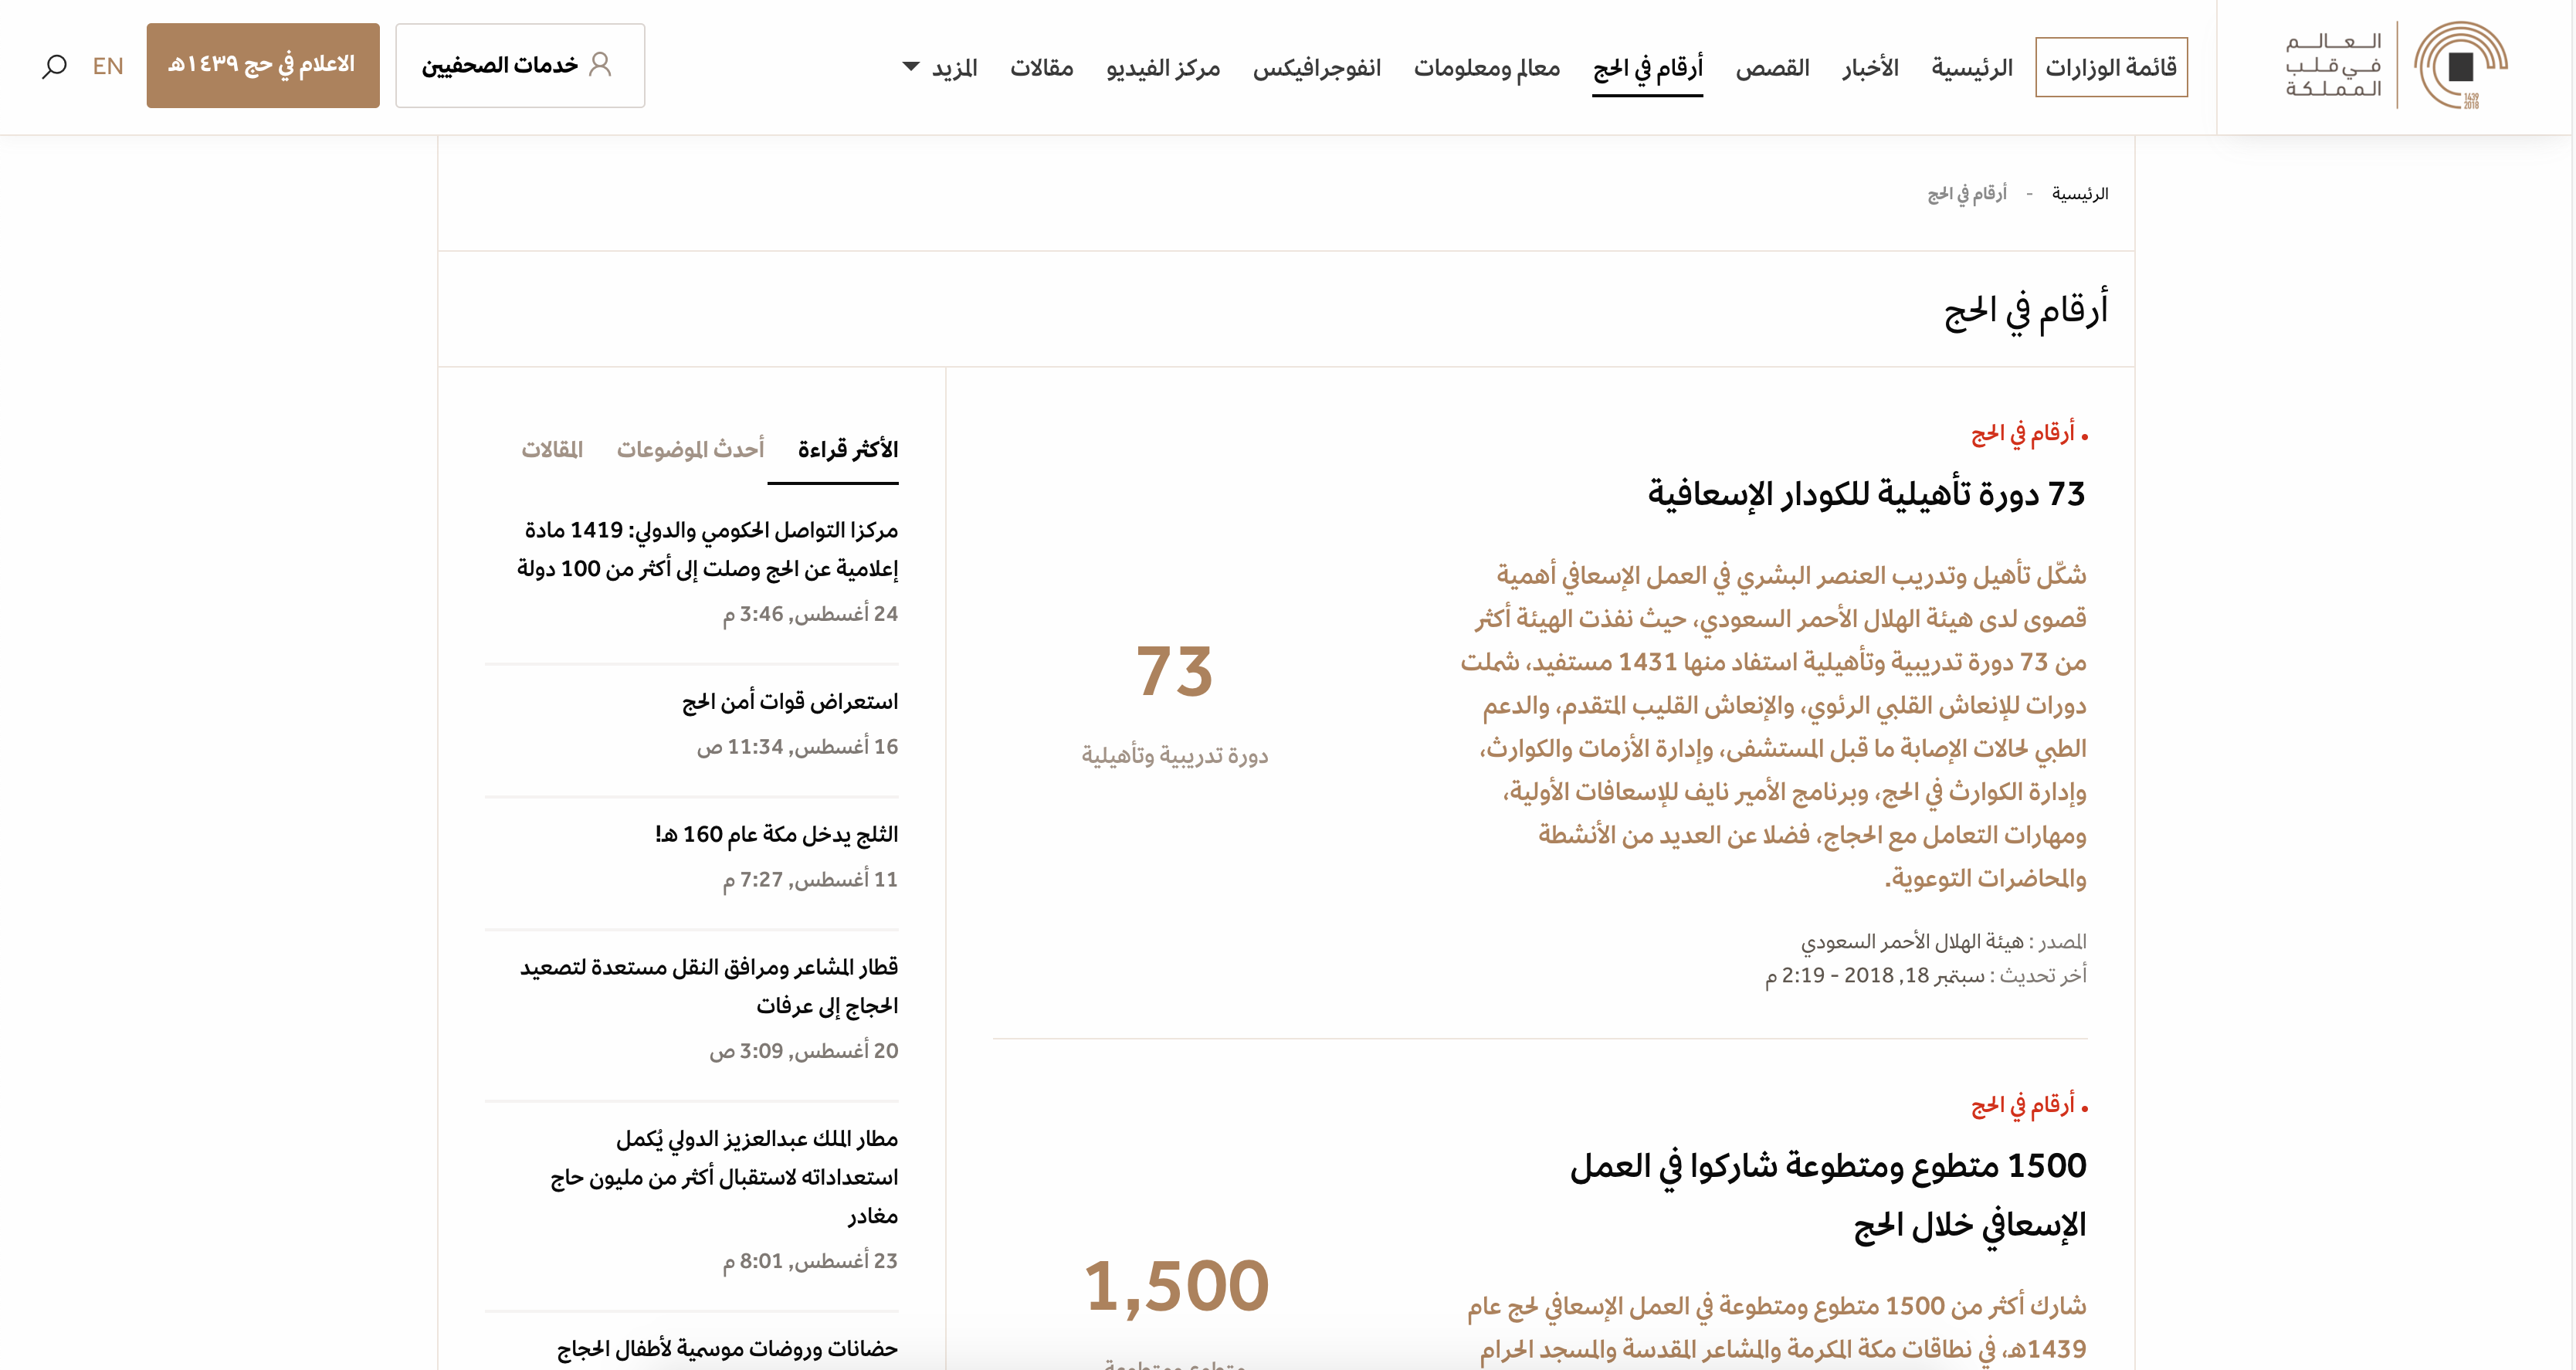 العالم
في قلب
المملكة
1439
2018
قائمة الوزارات
الرئيسية
الأخبار
القصص
أرقام في الحج
معالم ومعلومات
انفوجرافيكس
مركز الفيديو
مقالات
المزيد
خدمات الصحفيين
الاعلام في حج ١٤٣٩هـ
EN
الرئيسية - أرقام في الحج
أرقام في الحج
• أرقام في الحج
73 دورة تأهيلية للكودار الإسعافية
شكّل تأهيل وتدريب العنصر البشري في العمل الإسعافي أهمية
قصوى لدى هيئة الهلال الأحمر السعودي، حيث نفذت الهيئة أكثر
من 73 دورة تدريبية وتأهيلية استفاد منها 1431 مستفيد، شملت
دورات للإنعاش القلبي الرئوي، والإنعاش القليب المتقدم، والدعم
الطبي لحالات الإصابة ما قبل المستشفى، وإدارة الأزمات والكوارث،
وإدارة الكوارث في الحج، وبرنامج الأمير نايف للإسعافات الأولية،
ومهارات التعامل مع الحجاج، فضلا عن العديد من الأنشطة
والمحاضرات التوعوية.
المصدر : هيئة الهلال الأحمر السعودي
أخر تحديث : سبتمبر 18, 2018 - 2:19 م
73
دورة تدريبية وتأهيلية
• أرقام في الحج
1500 متطوع ومتطوعة شاركوا في العمل
الإسعافي خلال الحج
شارك أكثر من 1500 متطوع ومتطوعة في العمل الإسعافي لحج عام
1439هـ، في نطاقات مكة المكرمة والمشاعر المقدسة والمسجد الحرام
1,500
الأكثر قراءة
أحدث الموضوعات
المقالات
مركزا التواصل الحكومي والدولي: 1419 مادة
إعلامية عن الحج وصلت إلى أكثر من 100 دولة
24 أغسطس, 3:46 م
استعراض قوات أمن الحج
16 أغسطس, 11:34 ص
الثلج يدخل مكة عام 160 هـ!
11 أغسطس, 7:27 م
قطار المشاعر ومرافق النقل مستعدة لتصعيد
الحجاج إلى عرفات
20 أغسطس, 3:09 ص
مطار الملك عبدالعزيز الدولي يُكمل
استعداداته لاستقبال أكثر من مليون حاج
مغادر
23 أغسطس, 8:01 م
حضانات وروضات موسمية لأطفال الحجاج